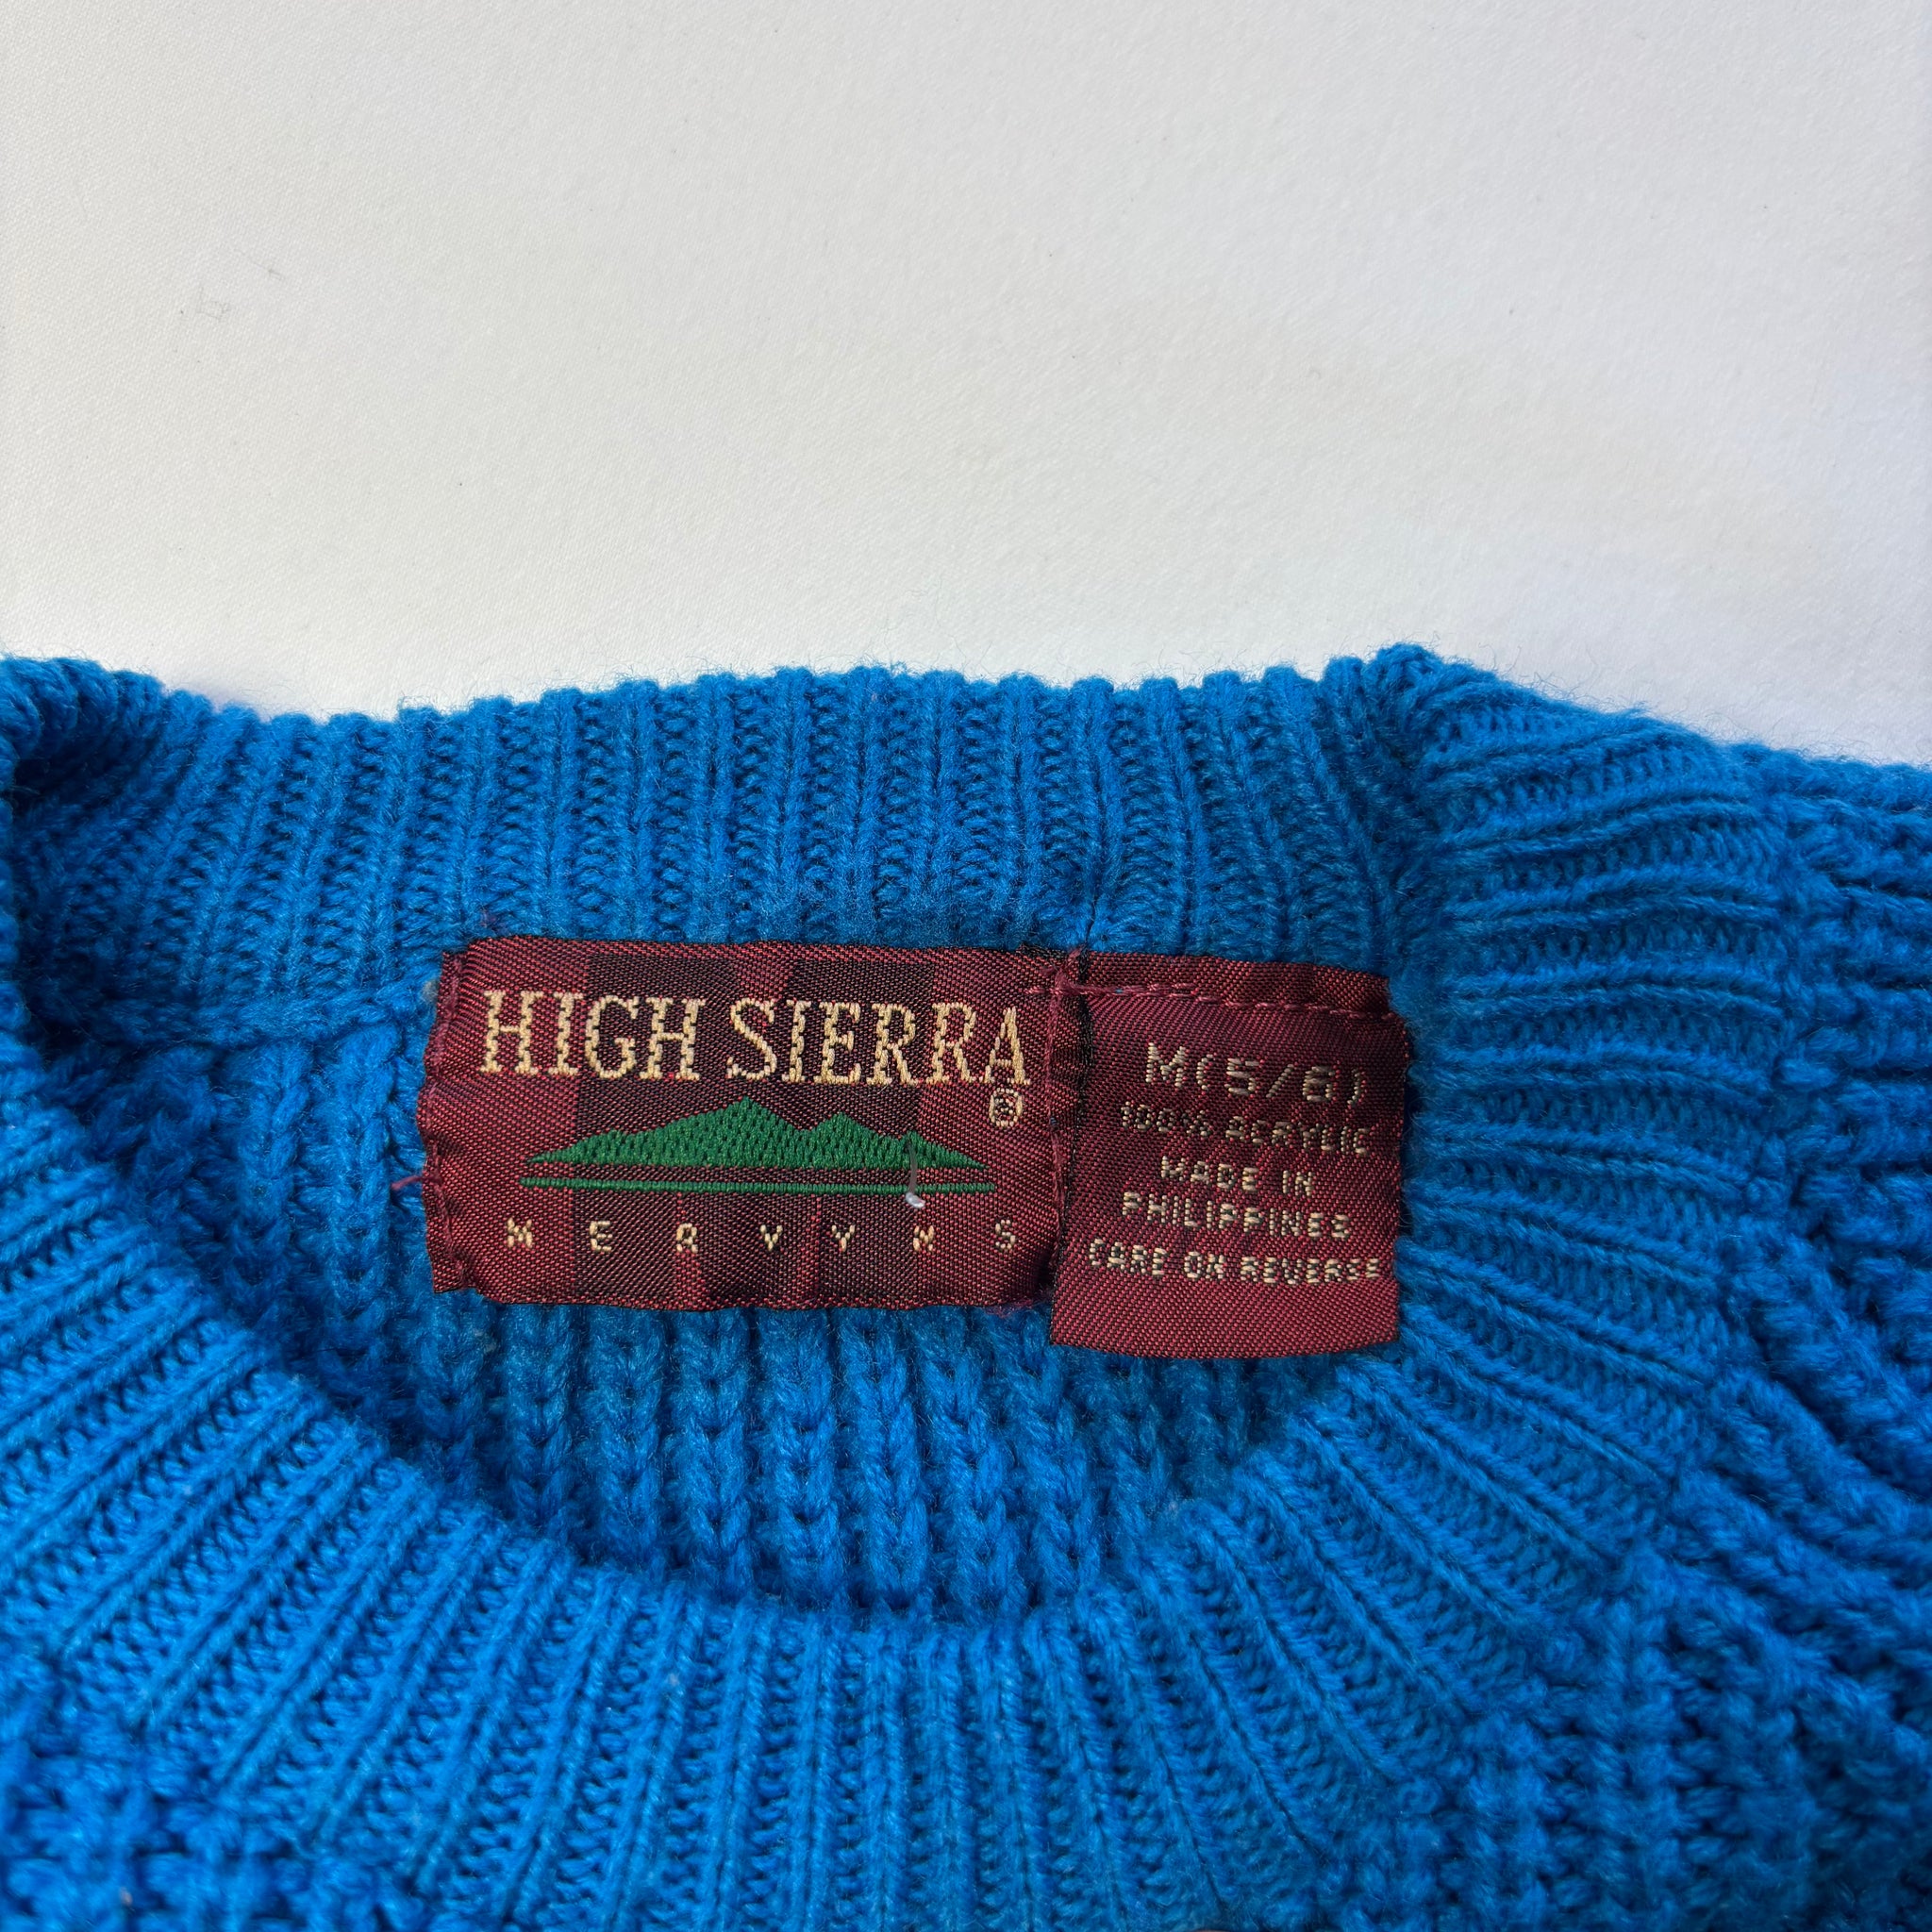 HIGH SIERRA
®
MERVYNS
M(5/6)
100% ACRYLIC
MADE IN
PHILIPPINES
CARE ON REVERSE